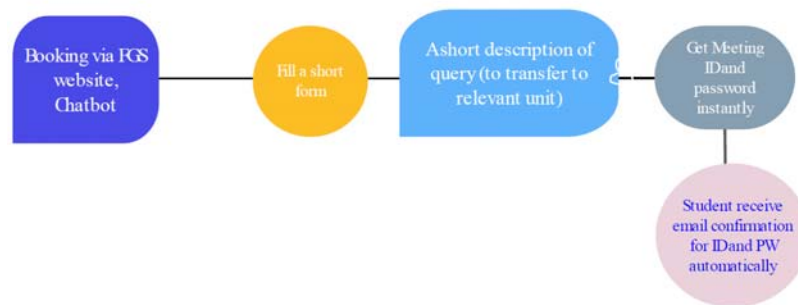 Booking via FGS
website,
Chatbot
Fill a short
form
Ashort description of
query (to transfer to
relevant unit)
Get Meeting
IDand
password
instantly
Student receive
email confirmation
for IDand PW
automatically